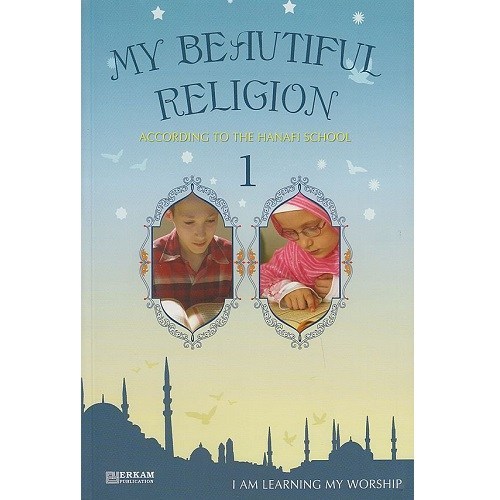 MY BEAUTIFUL
RELIGION
ACCORDING TO THE HANAFI SCHOOL
1
ERKAM
PUBLICATION
I AM LEARNING MY WORSHIP